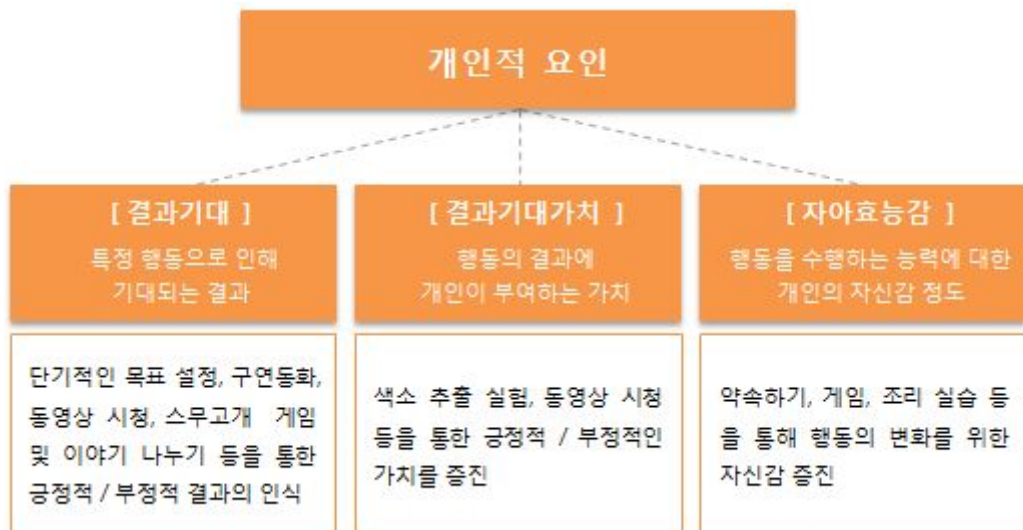 개인적 요인
[ 결과기대 ]
특정 행동으로 인해
기대되는 결과
[ 결과기대가치 ]
행동의 결과에
개인이 부여하는 가치
[ 자아효능감 ]
행동을 수행하는 능력에 대한
개인의 자신감 정도
단기적인 목표 설정, 구연동화,
동영상 시청, 스무고개 게임
및 이야기 나누기 등을 통한
긍정적 / 부정적 결과의 인식
색소 추출 실험, 동영상 시청
등을 통한 긍정적 / 부정적인
가치를 증진
약속하기, 게임, 조리 실습 등
을 통해 행동의 변화를 위한
자신감 증진